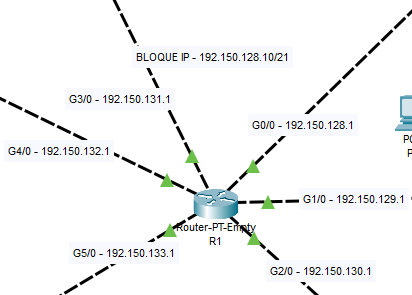 BLOQUE IP - 192.150.128.10/21
G3/0 - 192.150.131.1
G0/0 - 192.150.128.1
G4/0 - 192.150.132.1
G1/0 - 192.150.129.1
Router-PT-Empty
R1
G5/0 - 192.150.133.1
G2/0 - 192.150.130.1